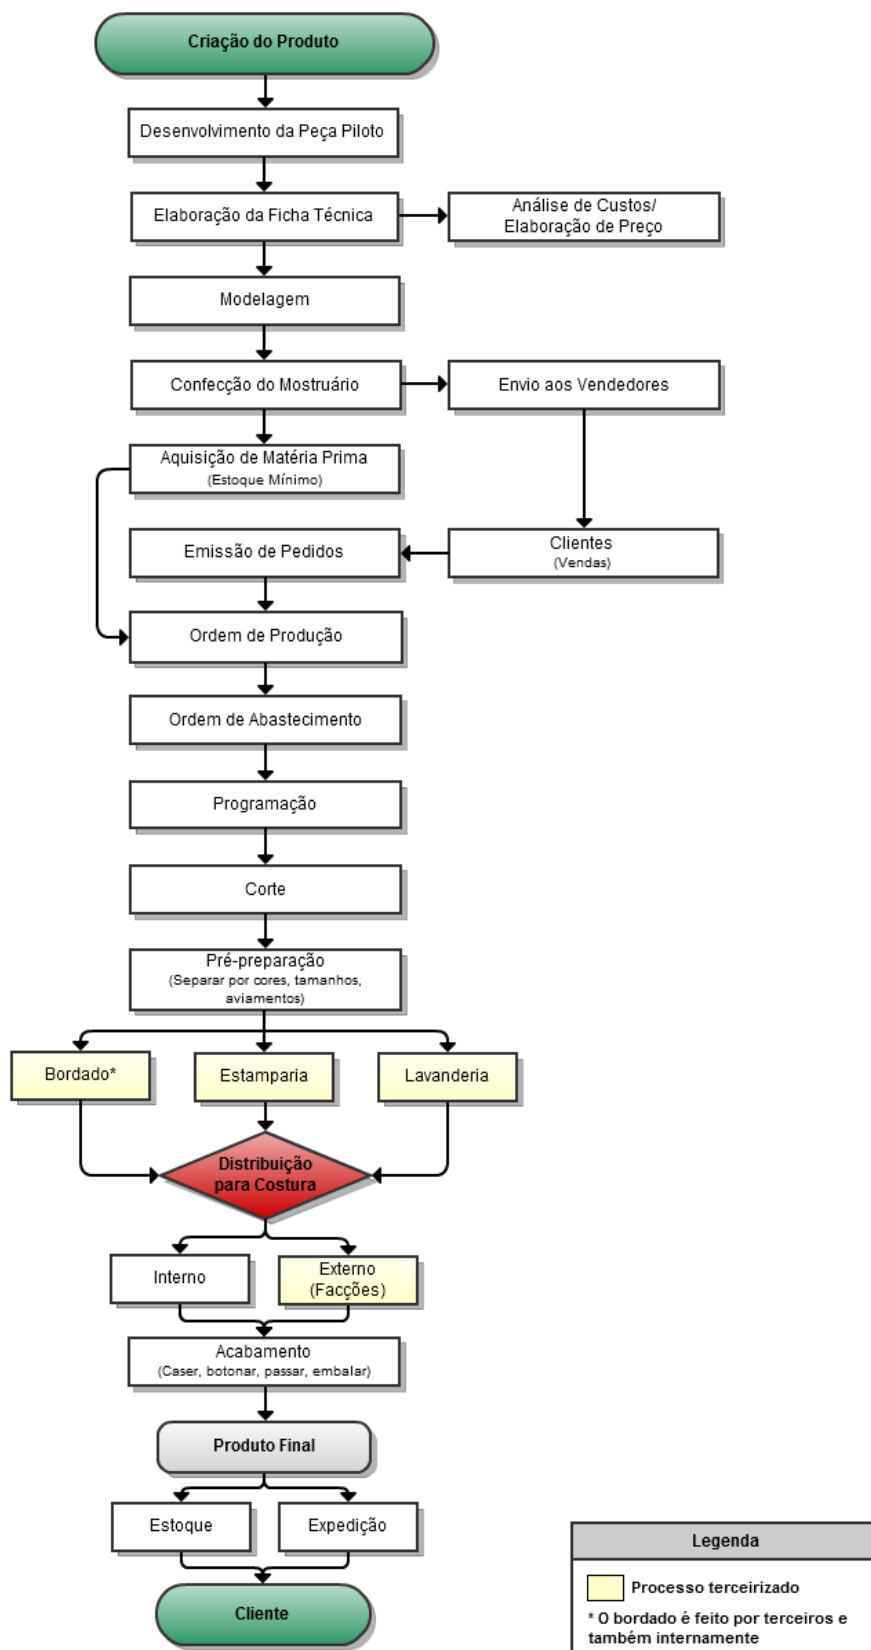 Criação do Produto
Desenvolvimento da Peça Piloto
Elaboração da Ficha Técnica
Análise de Custos/
Elaboração de Preço
Modelagem
Confecção do Mostruário
Envio aos Vendedores
Aquisição de Matéria Prima
(Estoque Mínimo)
Emissão de Pedidos
Clientes
(Vendas)
Ordem de Produção
Ordem de Abastecimento
Programação
Corte
Pré-preparação
(Separar por cores, tamanhos,
aviamentos)
Bordado*
Estamparia
Lavanderia
Distribuição
para Costura
Interno
Externo
(Facções)
Acabamento
(Caser, botonar, passar, embalar)
Produto Final
Estoque
Expedição
Cliente
Legenda
Processo terceirizado
* O bordado é feito por terceiros e
também internamente